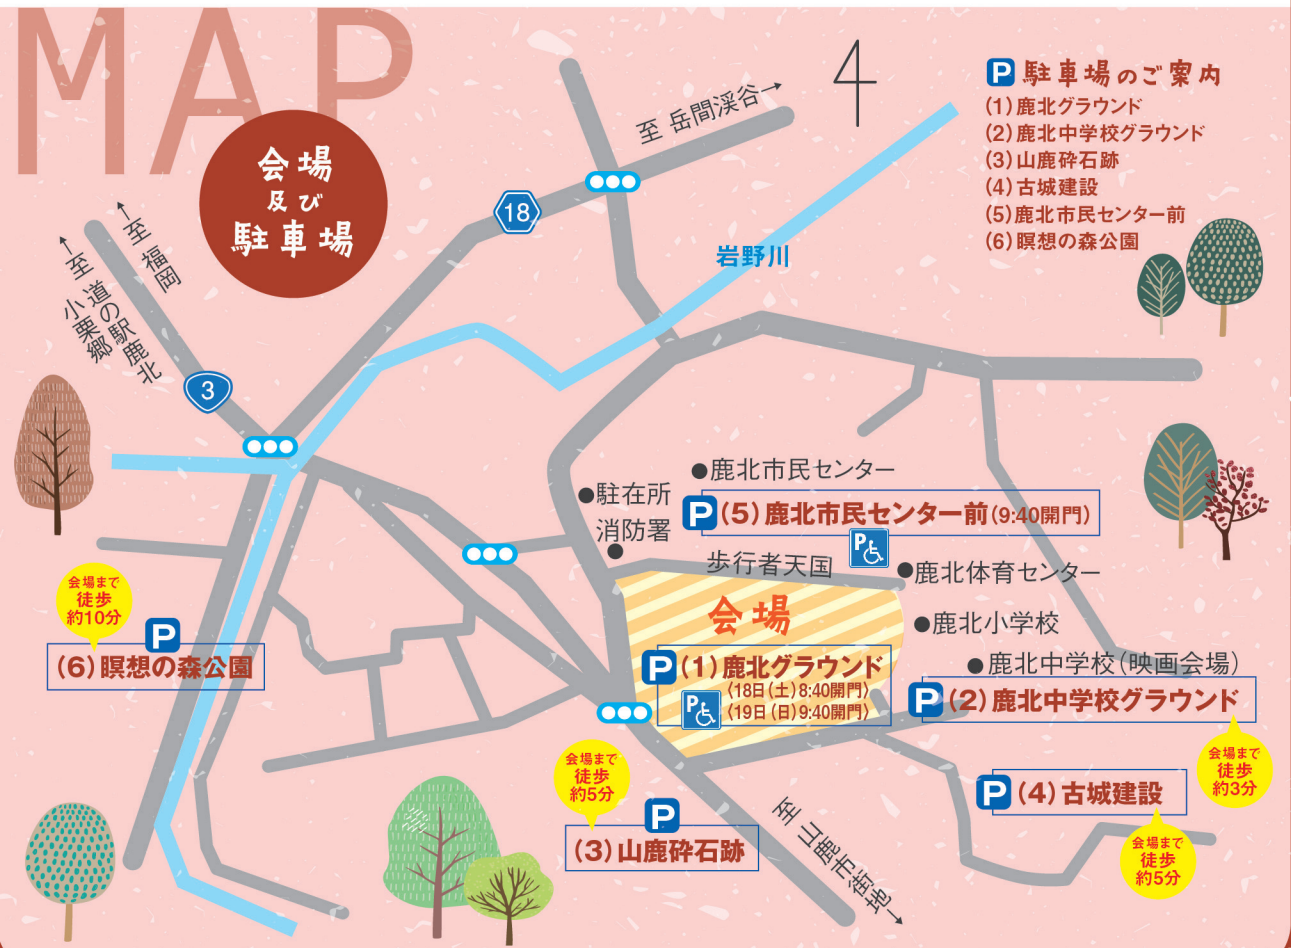 MAP
会場
及び
駐車場
至 岳間渓谷→
P 駐車場のご案内
(1)鹿北グラウンド
(2)鹿北中学校グラウンド
(3)山鹿砕石跡
(4)古城建設
(5)鹿北市民センター前
(6)瞑想の森公園
18
岩野川
←至 福岡
←至 道の駅鹿北
小栗郷
3
●鹿北市民センター
●駐在所
消防署
P (5)鹿北市民センター前(9:40開門)
P
歩行者天国
●鹿北体育センター
会場
●鹿北小学校
●鹿北中学校(映画会場)
P (1)鹿北グラウンド
〈18日(土)8:40開門〉
P
〈19日(日)9:40開門〉
P (2)鹿北中学校グラウンド
会場まで
徒歩
約3分
会場まで
徒歩
約10分
P
(6)瞑想の森公園
会場まで
徒歩
約5分
P
(3)山鹿砕石跡
P (4)古城建設
会場まで
徒歩
約5分
至 山鹿市街地→